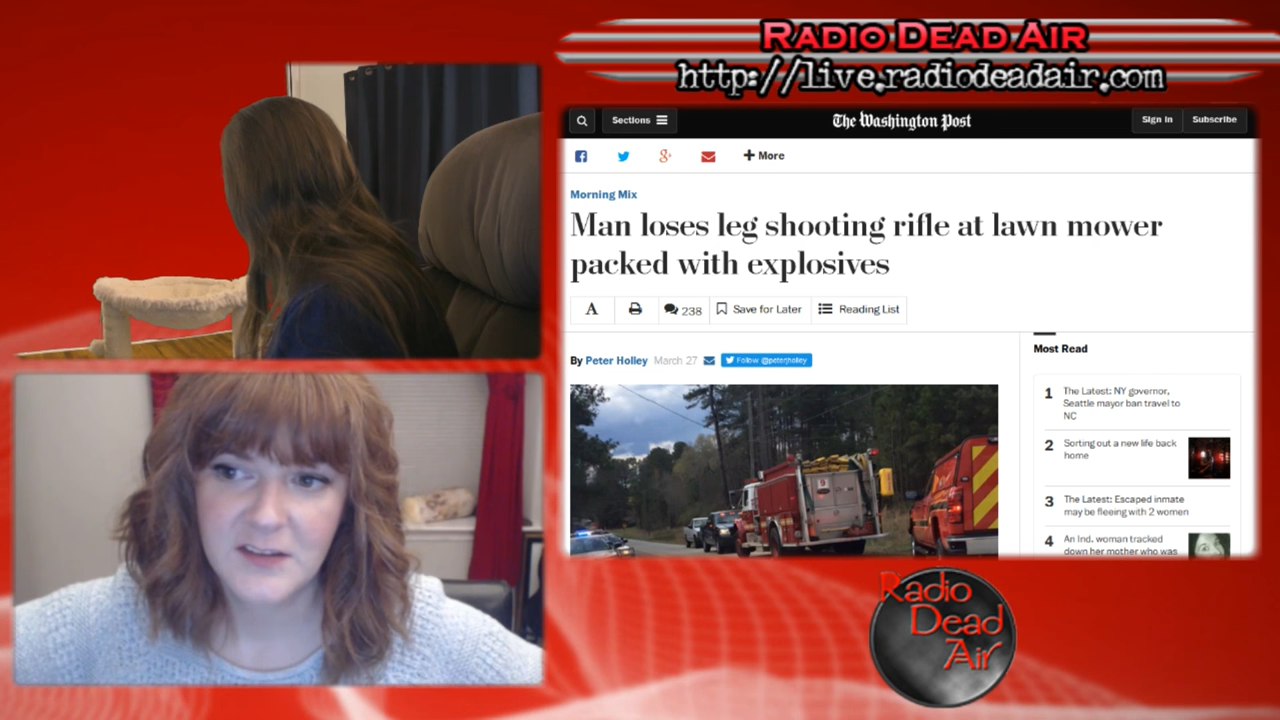 Radio Dead Air
http://live.radiodeadair.com
Sections
The Washington Post
Sign In
Subscribe
More
Morning Mix
Man loses leg shooting rifle at lawn mower
packed with explosives
A
238
Save for Later
Reading List
By Peter Holley March 27
Follow @peterjholley
Most Read
1
The Latest: NY governor,
Seattle mayor ban travel to
NC
2
Sorting out a new life back
home
3
The Latest: Escaped inmate
may be fleeing with 2 women
4
An Ind. woman tracked
down her mother who was
Radio
Dead
Air